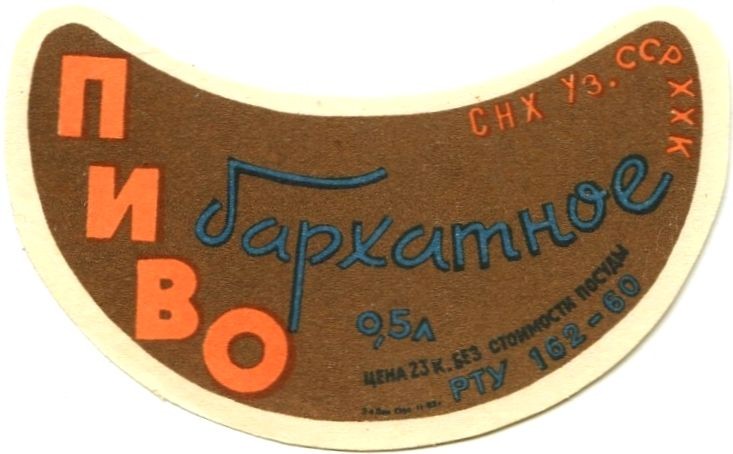 ПИВО
Бархатное
СНХ Уз. ССР ХХК
0,5л
ЦЕНА 23 К. БЕЗ СТОИМОСТИ ПОСУДЫ
РТУ 162-60